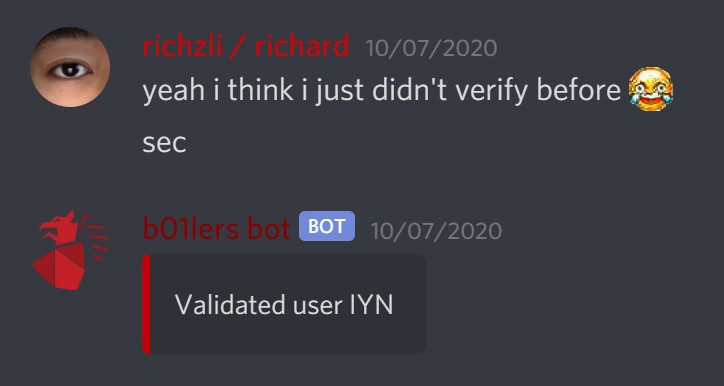 richzli / richard 10/07/2020
yeah i think i just didn't verify before
sec
b01lers bot BOT 10/07/2020
Validated user IYN